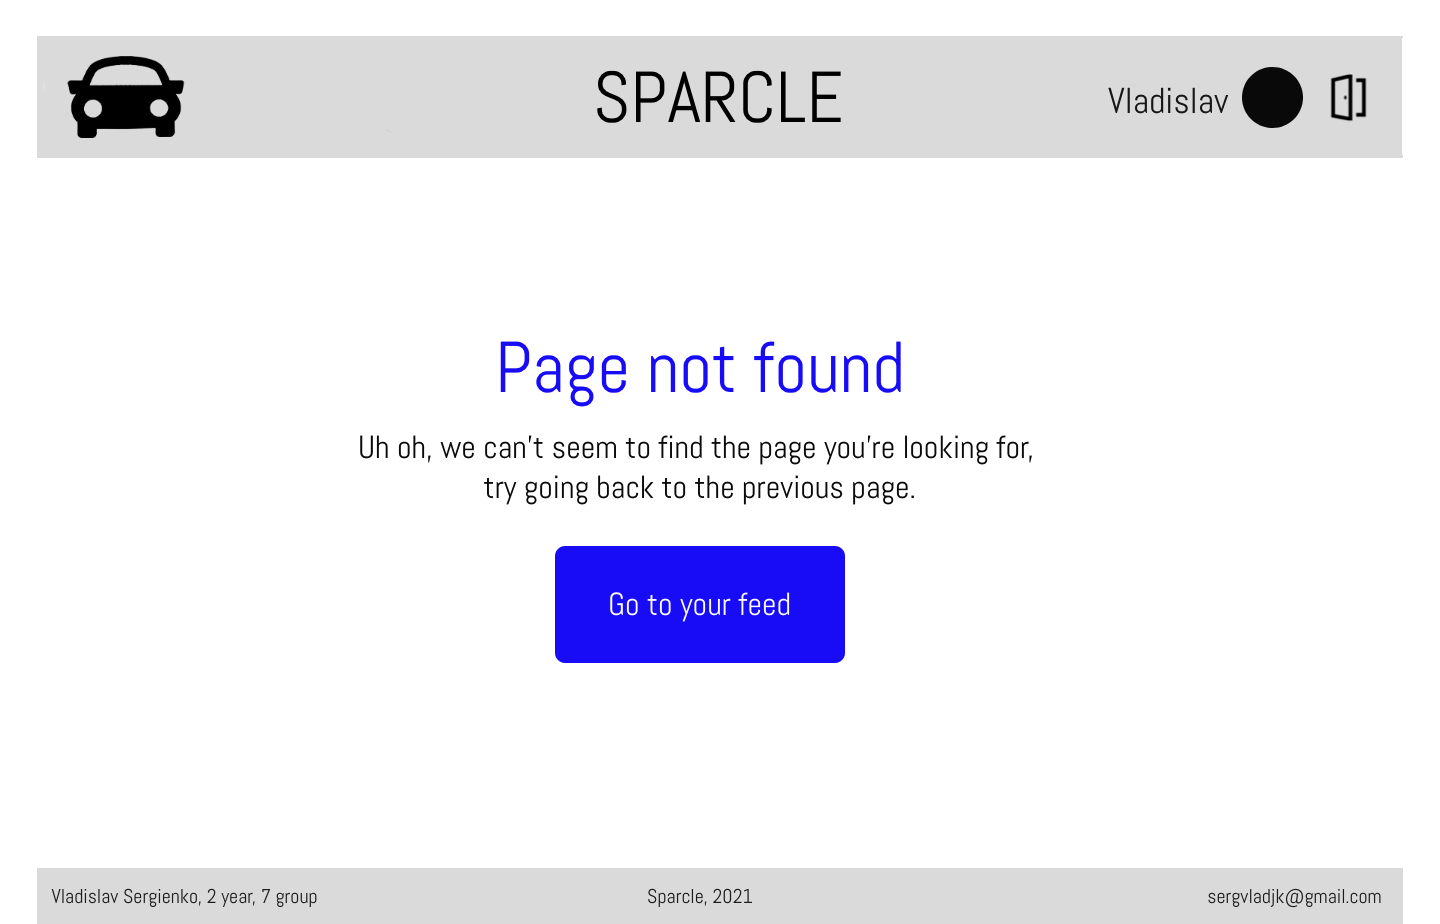 SPARCLE
Vladislav
Page not found
Uh oh, we can't seem to find the page you're looking for,
try going back to the previous page.
Go to your feed
Vladislav Sergienko, 2 year, 7 group
Sparcle, 2021
sergvladjk@gmail.com